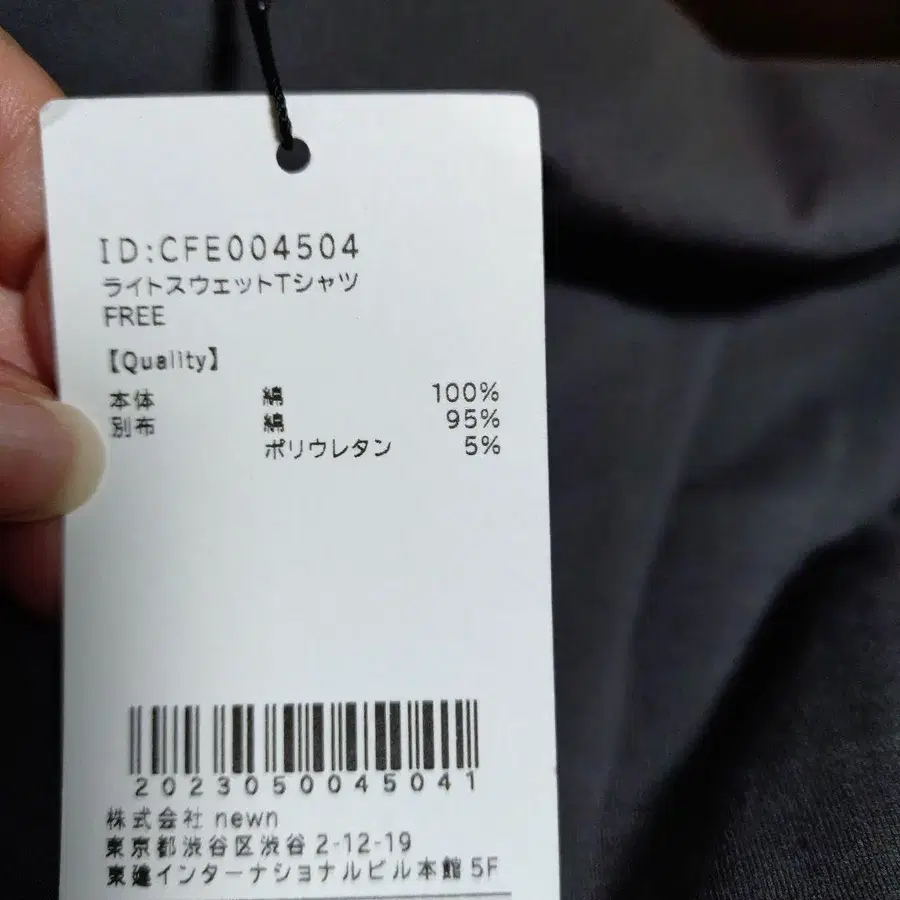 ID:CFE004504
ライトスウェットTシャツ
FREE
【Quality】
本体 綿 100%
別布 綿 95%
ポリウレタン 5%
2023050045041
株式会社 newn
東京都渋谷区渋谷 2-12-19
東建インターナショナルビル本館 5F